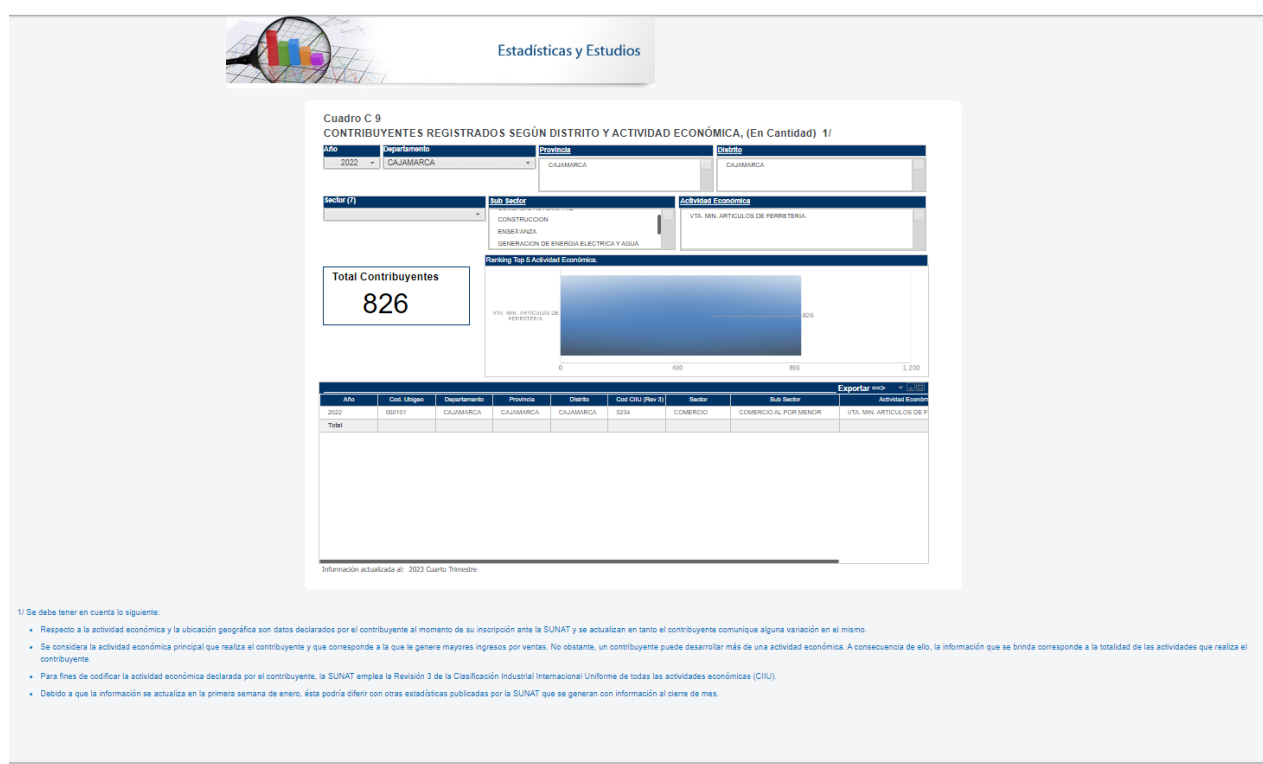 Estadísticas y Estudios
Cuadro C 9
CONTRIBUYENTES REGISTRADOS SEGÚN DISTRITO Y ACTIVIDAD ECONÓMICA, (En Cantidad) 1/
Año Departamento Provincia Distrito
2022 CAJAMARCA CAJAMARCA CAJAMARCA
Sector (7) Sub Sector Actividad Económica
CONSTRUCCION VTA. MIN. ARTICULOS DE FERRETERIA.
ENSEÃ'ANZA
GENERACION DE ENERGIA ELECTRICA Y AGUA
Ranking Top 5 Actividad Económica.
Total Contribuyentes
826
VTA. MIN. ARTICULOS DE
FERRETERIA.
826
0 400 800 1.200
Exportar ==>
Año Cod. Ubigeo Departamento Provincia Distrito Cod CIIU (Rev 3) Sector Sub Sector Actividad Económ
2022 060101 CAJAMARCA CAJAMARCA CAJAMARCA 5234 COMERCIO COMERCIO AL POR MENOR VTA. MIN. ARTICULOS DE F
Total
Información actualizada al: 2023 Cuarto Trimestre
1/ Se debe tener en cuenta lo siguiente:
• Respecto a la actividad económica y la ubicación geográfica son datos declarados por el contribuyente al momento de su inscripción ante la SUNAT y se actualizan en tanto el contribuyente comunique alguna variación en el mismo.
• Se considera la actividad económica principal que realiza el contribuyente y que corresponde a la que le genere mayores ingresos por ventas. No obstante, un contribuyente puede desarrollar más de una actividad económica. A consecuencia de ello, la información que se brinda corresponde a la totalidad de las actividades que realiza el
contribuyente.
• Para fines de codificar la actividad económica declarada por el contribuyente, la SUNAT emplea la Revisión 3 de la Clasificación Industrial Internacional Uniforme de todas las actividades económicas (CIIU).
• Debido a que la información se actualiza en la primera semana de enero, ésta podría diferir con otras estadísticas publicadas por la SUNAT que se generan con información al cierre de mes.